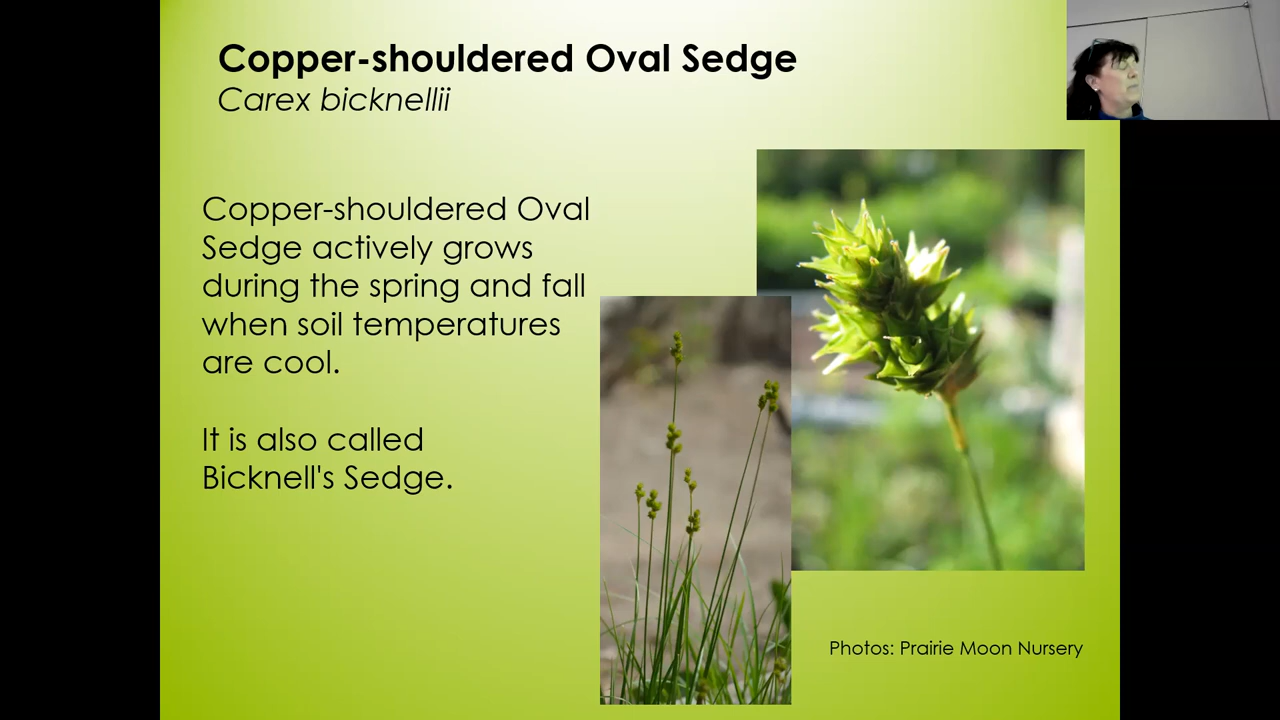 Copper-shouldered Oval Sedge
Carex bicknellii
Copper-shouldered Oval
Sedge actively grows
during the spring and fall
when soil temperatures
are cool.
It is also called
Bicknell's Sedge.
Photos: Prairie Moon Nursery